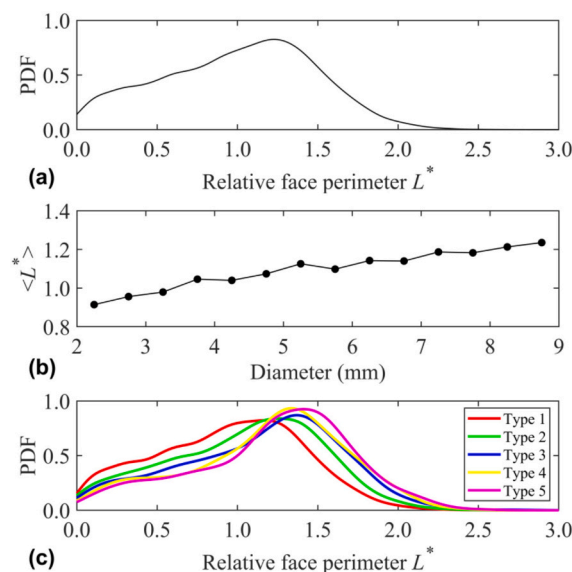 1.0
PDF
0.5
0.0
0.0 0.5 1.0 1.5 2.0 2.5 3.0
(a)
Relative face perimeter L*
1.4
<L*>
1.2
1.0
0.8
2 3 4 5 6 7 8 9
(b)
Diameter (mm)
1.0
PDF
0.5
0.0
Type 1
Type 2
Type 3
Type 4
Type 5
0.0 0.5 1.0 1.5 2.0 2.5 3.0
(c)
Relative face perimeter L*